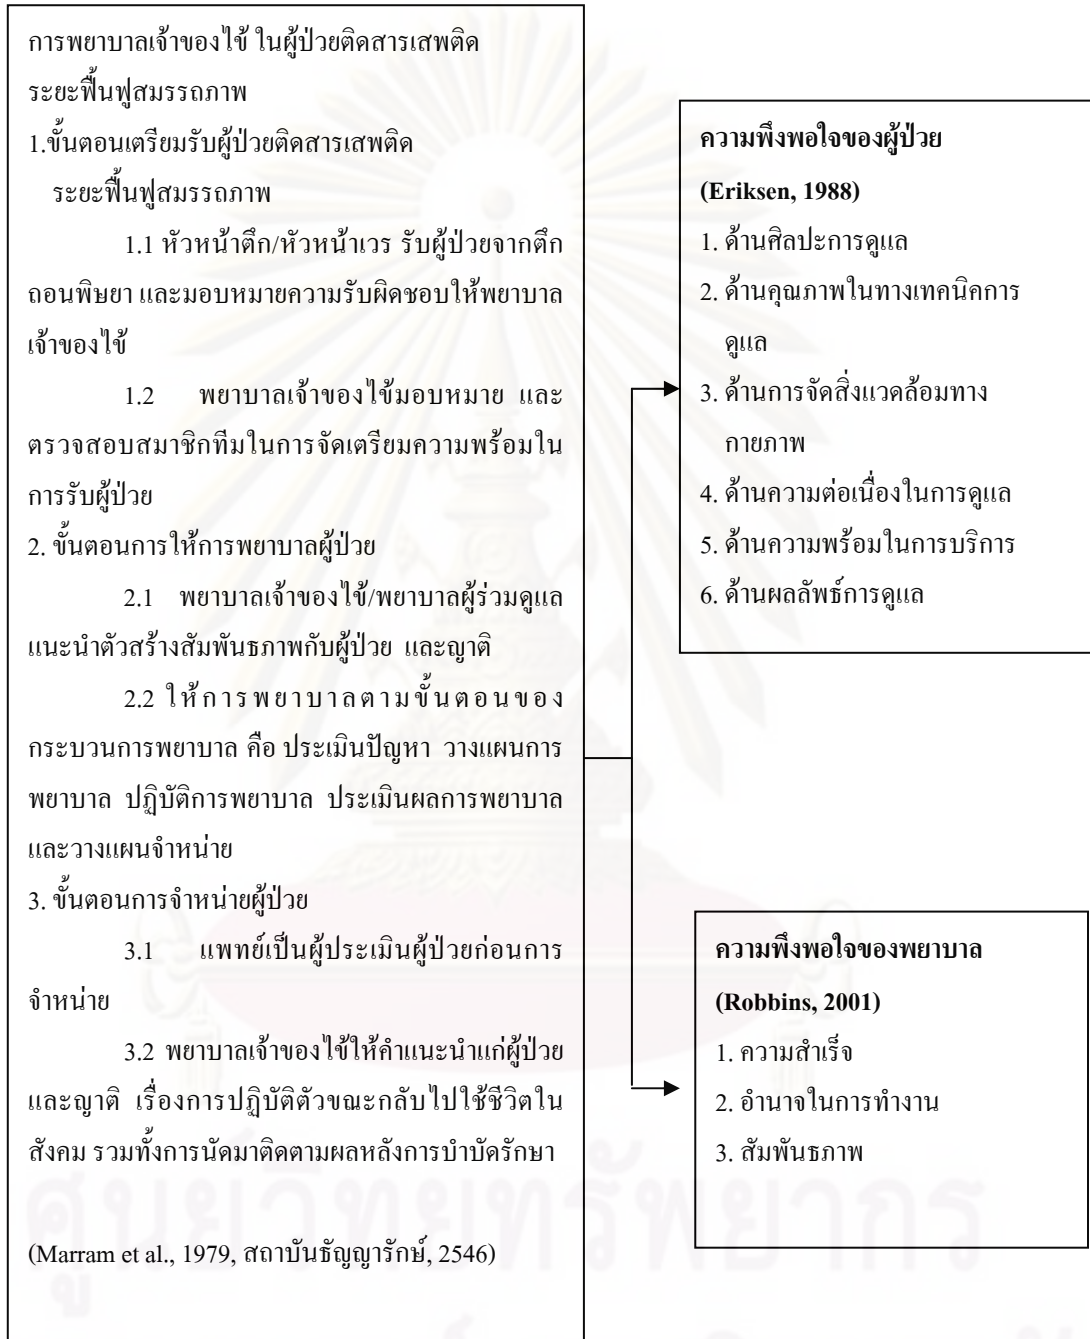 การพยาบาลเจ้าของไข้ ในผู้ป่วยติดสารเสพติด
ระยะฟื้นฟูสมรรถภาพ
1.ขั้นตอนเตรียมรับผู้ป่วยติดสารเสพติด
ระยะฟื้นฟูสมรรถภาพ
1.1 หัวหน้าตึก/หัวหน้าเวร รับผู้ป่วยจากตึก
ถอนพิษยา และมอบหมายความรับผิดชอบให้พยาบาล
เจ้าของไข้
1.2 พยาบาลเจ้าของไข้มอบหมาย และ
ตรวจสอบสมาชิกทีมในการจัดเตรียมความพร้อมใน
การรับผู้ป่วย
2. ขั้นตอนการให้การพยาบาลผู้ป่วย
2.1 พยาบาลเจ้าของไข้/พยาบาลผู้ร่วมดูแล
แนะนำตัวสร้างสัมพันธภาพกับผู้ป่วย และญาติ
2.2 ให้การพยาบาลตามขั้นตอนของ
กระบวนการพยาบาล คือ ประเมินปัญหา วางแผนการ
พยาบาล ปฏิบัติการพยาบาล ประเมินผลการพยาบาล
และวางแผนจำหน่าย
3. ขั้นตอนการจำหน่ายผู้ป่วย
3.1 แพทย์เป็นผู้ประเมินผู้ป่วยก่อนการ
จำหน่าย
3.2 พยาบาลเจ้าของไข้ให้คำแนะนำแก่ผู้ป่วย
และญาติ เรื่องการปฏิบัติตัวขณะกลับไปใช้ชีวิตใน
สังคม รวมทั้งการนัดมาติดตามผลหลังการบำบัดรักษา
(Marram et al., 1979, สถาบันธัญญารักษ์, 2546)
ความพึงพอใจของผู้ป่วย
(Eriksen, 1988)
1. ด้านศิลปะการดูแล
2. ด้านคุณภาพในทางเทคนิคการ
ดูแล
3. ด้านการจัดสิ่งแวดล้อมทาง
กายภาพ
4. ด้านความต่อเนื่องในการดูแล
5. ด้านความพร้อมในการบริการ
6. ด้านผลลัพธ์การดูแล
ความพึงพอใจของพยาบาล
(Robbins, 2001)
1. ความสำเร็จ
2. อำนาจในการทำงาน
3. สัมพันธภาพ
ศูนย์วิทยทรัพยากร